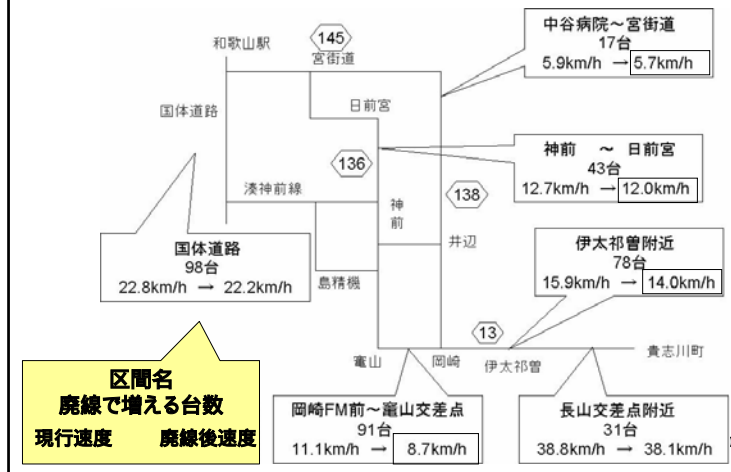 和歌山駅
145
宮街道
中谷病院～宮街道
17台
5.9km/h → 5.7km/h
国体道路
日前宮
136
神前 ～ 日前宮
43台
12.7km/h → 12.0km/h
湊神前線
神前
138
井辺
国体道路
98台
22.8km/h → 22.2km/h
島精機
伊太祁曽附近
78台
15.9km/h → 14.0km/h
13
竃山
岡崎
伊太祁曽
貴志川町
区間名
廃線で増える台数
現行速度 廃線後速度
岡崎FM前～竃山交差点
91台
11.1km/h → 8.7km/h
長山交差点附近
31台
38.8km/h → 38.1km/h